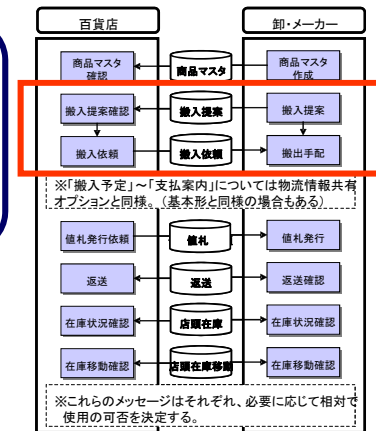 百貨店
卸・メーカー
商品マスタ
確認
商品マスタ
商品マスタ
作成
搬入提案確認
搬入提案
搬入提案
搬入依頼
搬入依頼
搬出手配
※「搬入予定」~「支払案内」については物流情報共有
オプションと同様。(基本形と同様の場合もある)
値札発行依頼
値札
値札発行
返送
返送
返送確認
在庫状況確認
店頭在庫
在庫状況確認
在庫移動確認
店頭在庫移動
在庫移動確認
※これらのメッセージはそれぞれ、必要に応じて相対で
使用の可否を決定する。